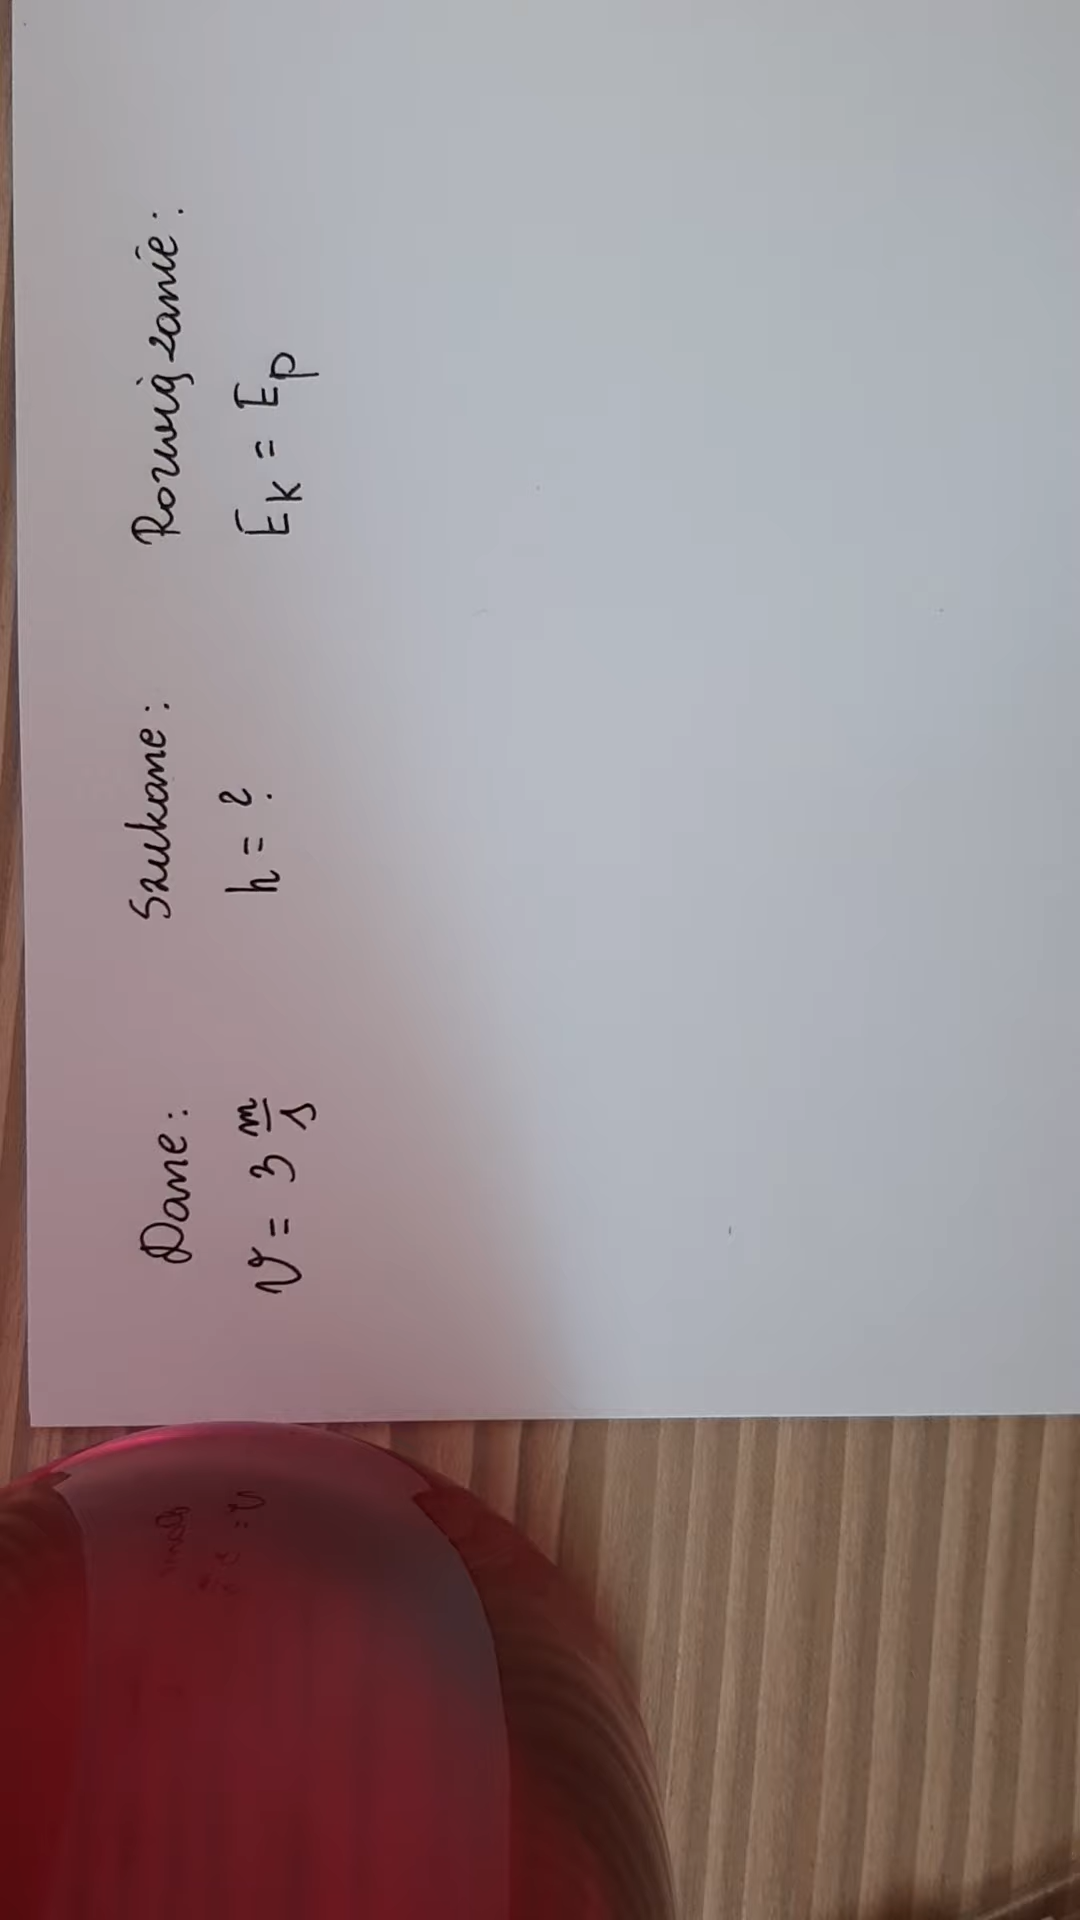 Dane: Szukane: Rozwiązanie:
V = 3 m/s h = ? Ek = Ep